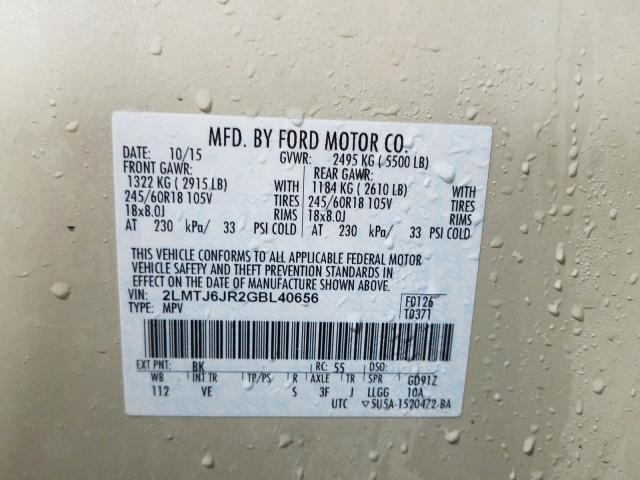 MFD. BY FORD MOTOR CO.
DATE: 10/15 GVWR: 2495 KG ( 5500 LB)
FRONT GAWR: REAR GAWR:
1322 KG ( 2915 LB) WITH 1184 KG ( 2610 LB) WITH
245/60R18 105V TIRES 245/60R18 105V TIRES
18x8.0J RIMS 18x8.0J RIMS
AT 230 kPa/ 33 PSI COLD AT 230 kPa/ 33 PSI COLD
THIS VEHICLE CONFORMS TO ALL APPLICABLE FEDERAL MOTOR
VEHICLE SAFETY AND THEFT PREVENTION STANDARDS IN
EFFECT ON THE DATE OF MANUFACTURE SHOWN ABOVE.
VIN: 2LMTJ6JR2GBL40656 F0126
TYPE: MPV T0371
EXT PNT: BK RC: 55 DSO:
WB INT TR TP/PS R AXLE TR SPR GD91Z
112 VE S 3F J LLGG 10A
UTC ▽5U5A-1520472-BA